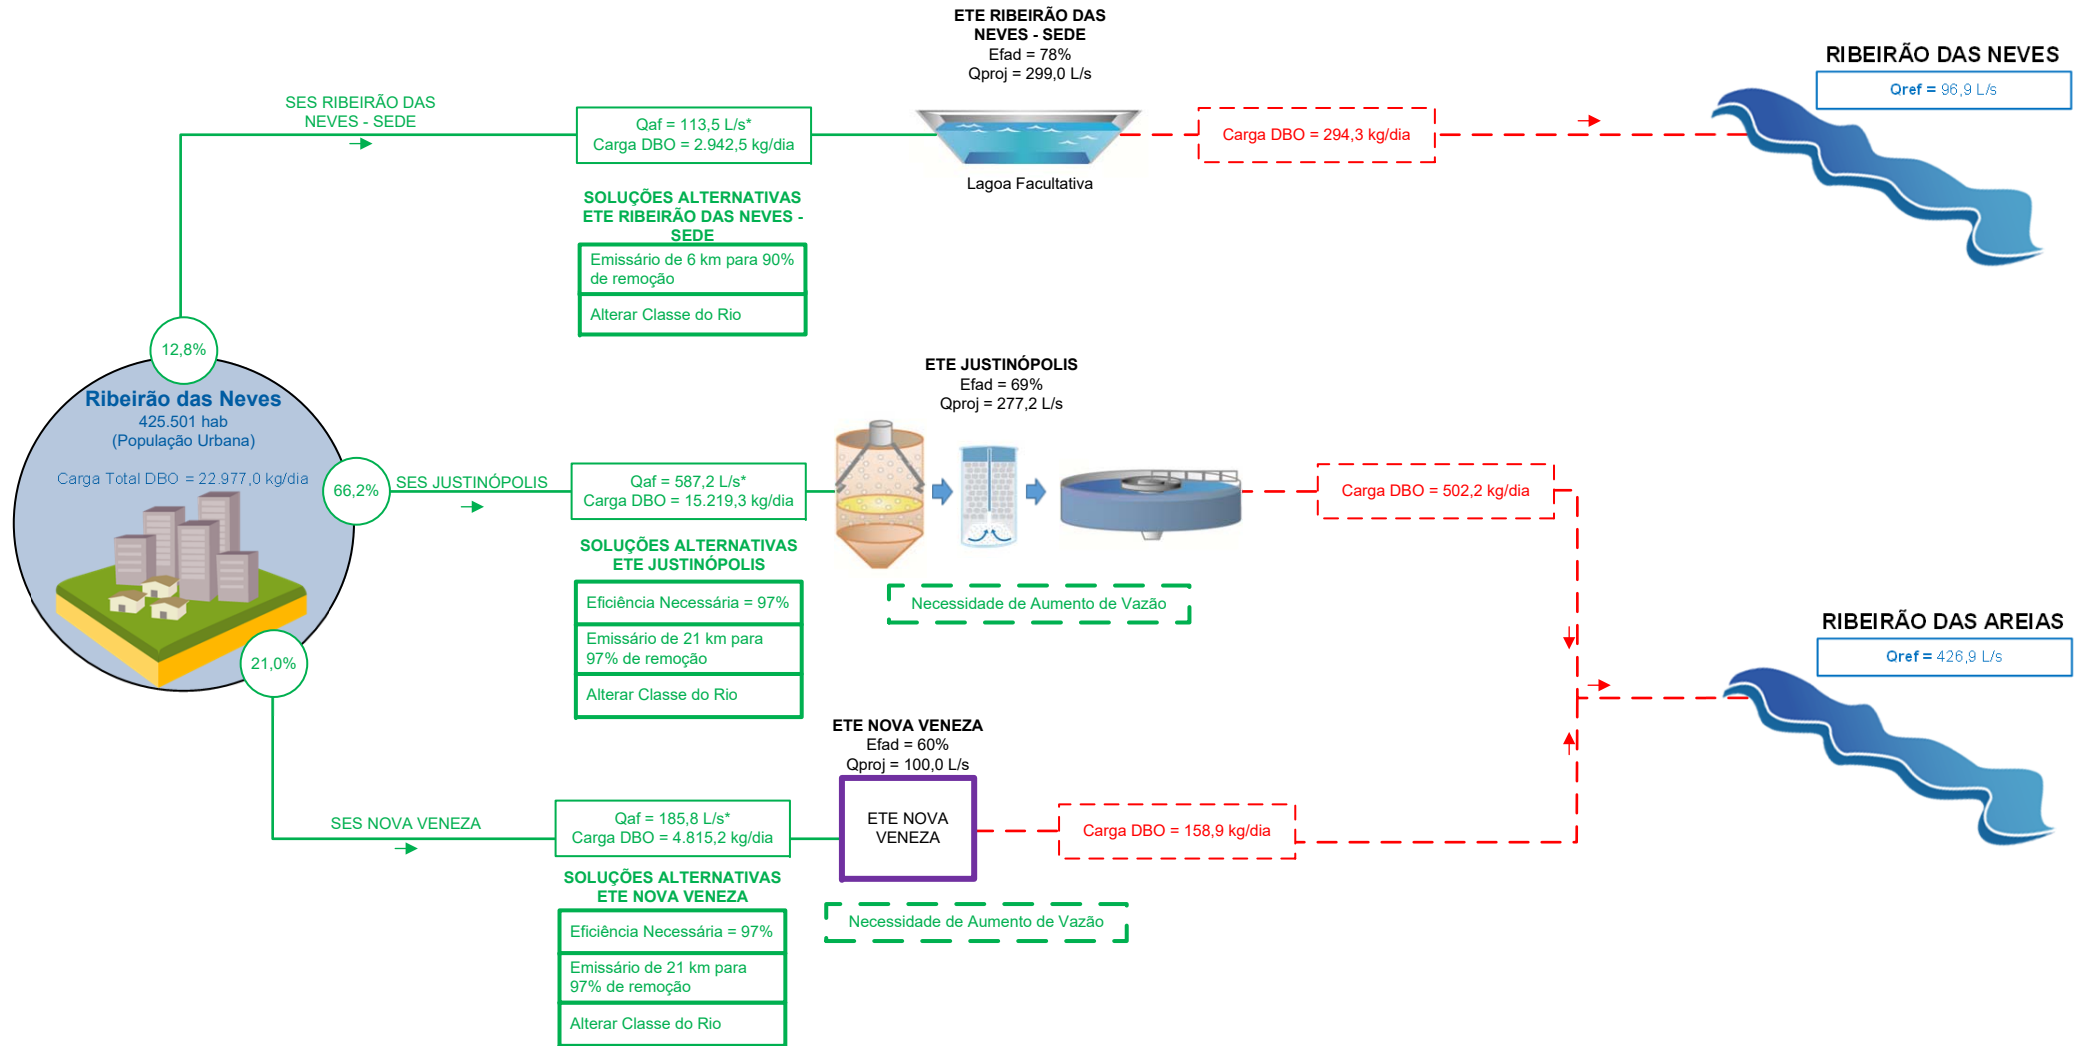 ETE RIBEIRÃO DAS
NEVES - SEDE
Efad = 78%
Qproj = 299,0 L/s
RIBEIRÃO DAS NEVES
Qref = 96,9 L/s
SES RIBEIRÃO DAS
NEVES - SEDE
Qaf = 113,5 L/s*
Carga DBO = 2.942,5 kg/dia
Carga DBO = 294,3 kg/dia
Lagoa Facultativa
SOLUÇÕES ALTERNATIVAS
ETE RIBEIRÃO DAS NEVES -
SEDE
Emissário de 6 km para 90%
de remoção
Alterar Classe do Rio
12,8%
ETE JUSTINÓPOLIS
Efad = 69%
Qproj = 277,2 L/s
Ribeirão das Neves
425.501 hab
(População Urbana)
Carga Total DBO = 22.977,0 kg/dia
66,2%
SES JUSTINÓPOLIS
Qaf = 587,2 L/s*
Carga DBO = 15.219,3 kg/dia
Carga DBO = 502,2 kg/dia
SOLUÇÕES ALTERNATIVAS
ETE JUSTINÓPOLIS
Eficiência Necessária = 97%
Emissário de 21 km para
97% de remoção
Alterar Classe do Rio
Necessidade de Aumento de Vazão
RIBEIRÃO DAS AREIAS
Qref = 426,9 L/s
21,0%
ETE NOVA VENEZA
Efad = 60%
Qproj = 100,0 L/s
SES NOVA VENEZA
Qaf = 185,8 L/s*
Carga DBO = 4.815,2 kg/dia
ETE NOVA
VENEZA
Carga DBO = 158,9 kg/dia
SOLUÇÕES ALTERNATIVAS
ETE NOVA VENEZA
Eficiência Necessária = 97%
Emissário de 21 km para
97% de remoção
Alterar Classe do Rio
Necessidade de Aumento de Vazão